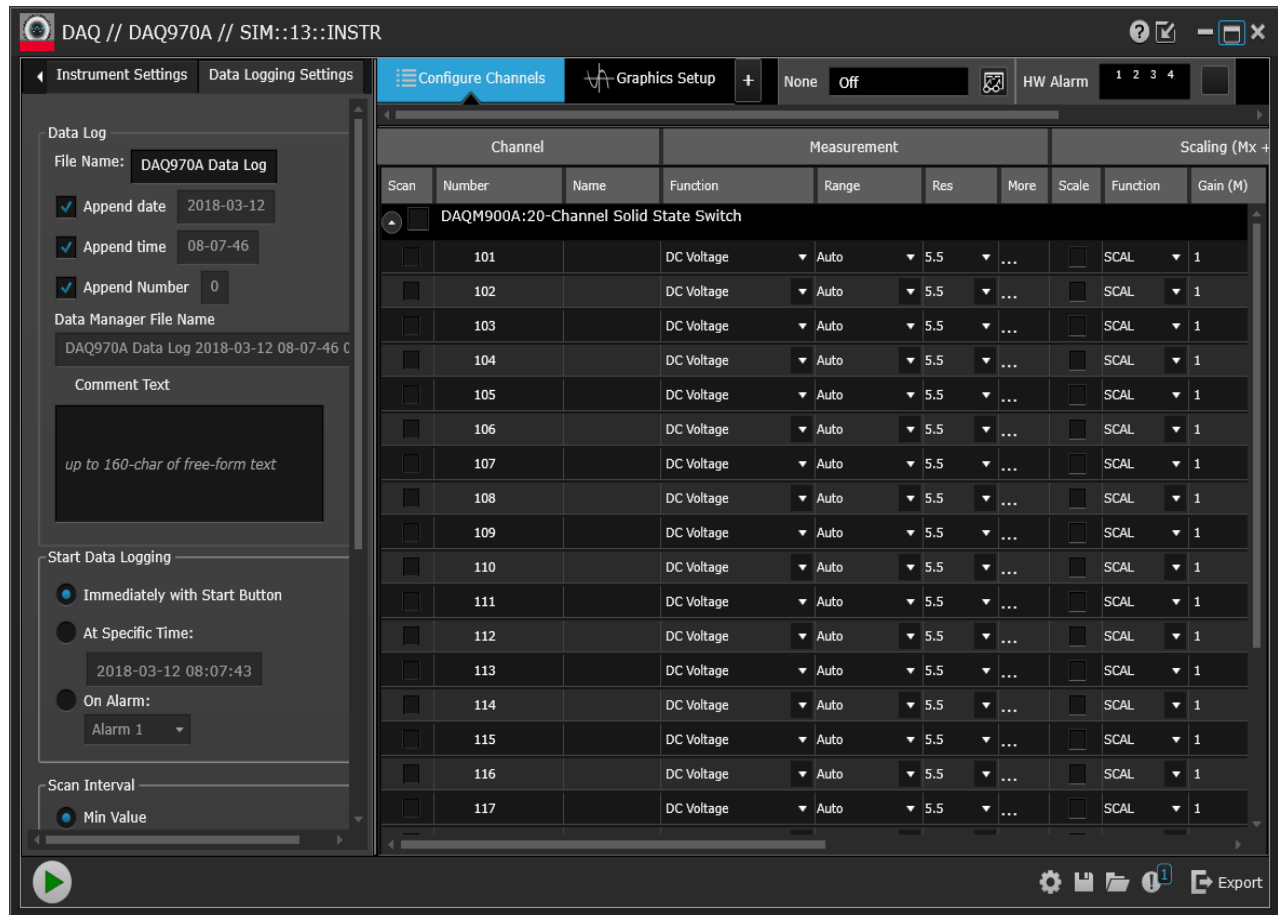 DAQ // DAQ970A // SIM::13::INSTR
Instrument Settings Data Logging Settings
Configure Channels Graphics Setup + None Off HW Alarm 1 2 3 4
Data Log
File Name: DAQ970A Data Log
Append date 2018-03-12
Append time 08-07-46
Append Number 0
Data Manager File Name
DAQ970A Data Log 2018-03-12 08-07-46 0
Comment Text
up to 160-char of free-form text
Start Data Logging
Immediately with Start Button
At Specific Time:
2018-03-12 08:07:43
On Alarm:
Alarm 1
Scan Interval
Min Value
Channel Measurement Scaling (Mx +
Scan Number Name Function Range Res More Scale Function Gain (M)
DAQM900A:20-Channel Solid State Switch
101 DC Voltage Auto 5.5 ... SCAL 1
102 DC Voltage Auto 5.5 ... SCAL 1
103 DC Voltage Auto 5.5 ... SCAL 1
104 DC Voltage Auto 5.5 ... SCAL 1
105 DC Voltage Auto 5.5 ... SCAL 1
106 DC Voltage Auto 5.5 ... SCAL 1
107 DC Voltage Auto 5.5 ... SCAL 1
108 DC Voltage Auto 5.5 ... SCAL 1
109 DC Voltage Auto 5.5 ... SCAL 1
110 DC Voltage Auto 5.5 ... SCAL 1
111 DC Voltage Auto 5.5 ... SCAL 1
112 DC Voltage Auto 5.5 ... SCAL 1
113 DC Voltage Auto 5.5 ... SCAL 1
114 DC Voltage Auto 5.5 ... SCAL 1
115 DC Voltage Auto 5.5 ... SCAL 1
116 DC Voltage Auto 5.5 ... SCAL 1
117 DC Voltage Auto 5.5 ... SCAL 1
1 Export